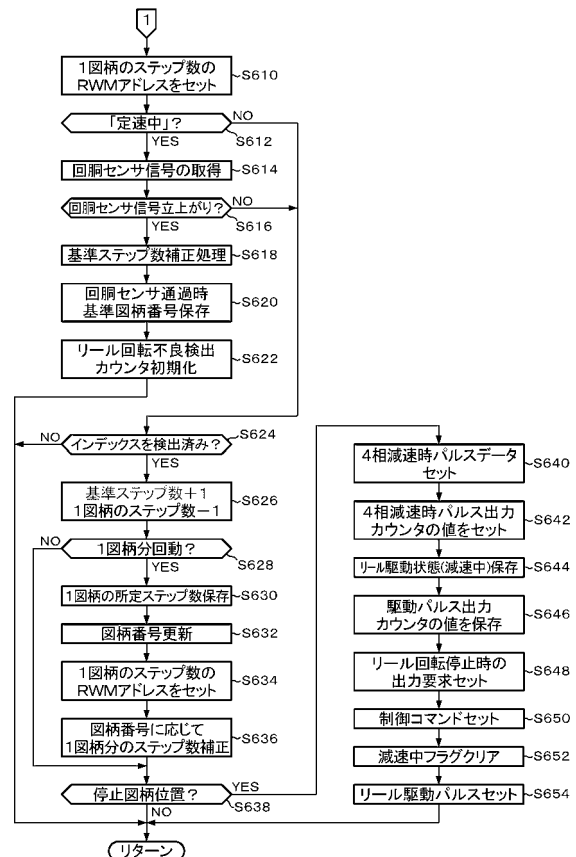 1
1図柄のステップ数の
RWMアドレスをセット
S610
「定速中」?
NO
S612
YES
回胴センサ信号の取得
S614
回胴センサ信号立上がり?
NO
S616
YES
基準ステップ数補正処理
S618
回胴センサ通過時
基準図柄番号保存
S620
リール回転不良検出
カウンタ初期化
S622
NO
インデックスを検出済み?
S624
YES
基準ステップ数+1
1図柄のステップ数-1
S626
NO
1図柄分回動?
S628
YES
1図柄の所定ステップ数保存
S630
図柄番号更新
S632
1図柄のステップ数の
RWMアドレスをセット
S634
図柄番号に応じて
1図柄分のステップ数補正
S636
停止図柄位置?
YES
S638
NO
リターン
4相減速時パルスデータ
セット
S640
4相減速時パルス出力
カウンタの値をセット
S642
リール駆動状態(減速中)保存
S644
駆動パルス出力
カウンタの値を保存
S646
リール回転停止時の
出力要求セット
S648
制御コマンドセット
S650
減速中フラグクリア
S652
リール駆動パルスセット
S654